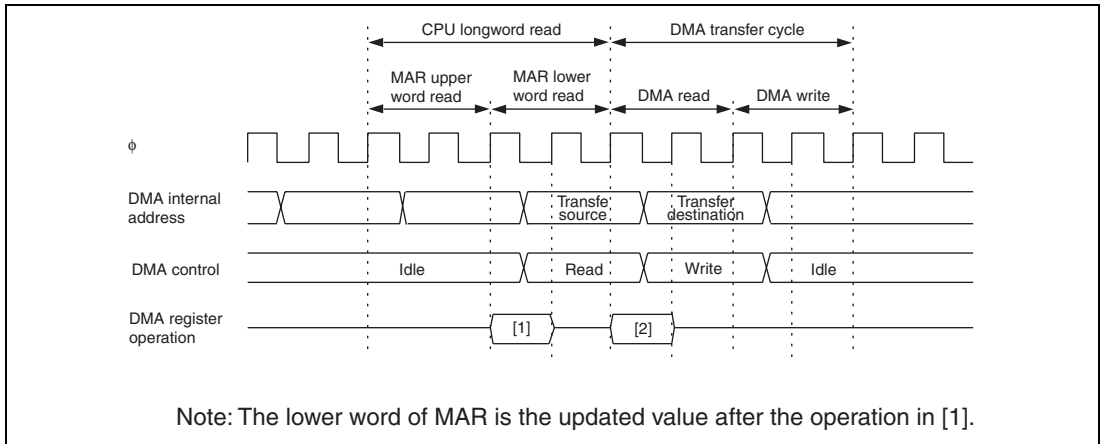 CPU longword read DMA transfer cycle
MAR upper word read MAR lower word read DMA read DMA write
φ
DMA internal address
Transfe source Transfer destination
DMA control Idle Read Write Idle
DMA register operation [1] [2]
Note: The lower word of MAR is the updated value after the operation in [1].